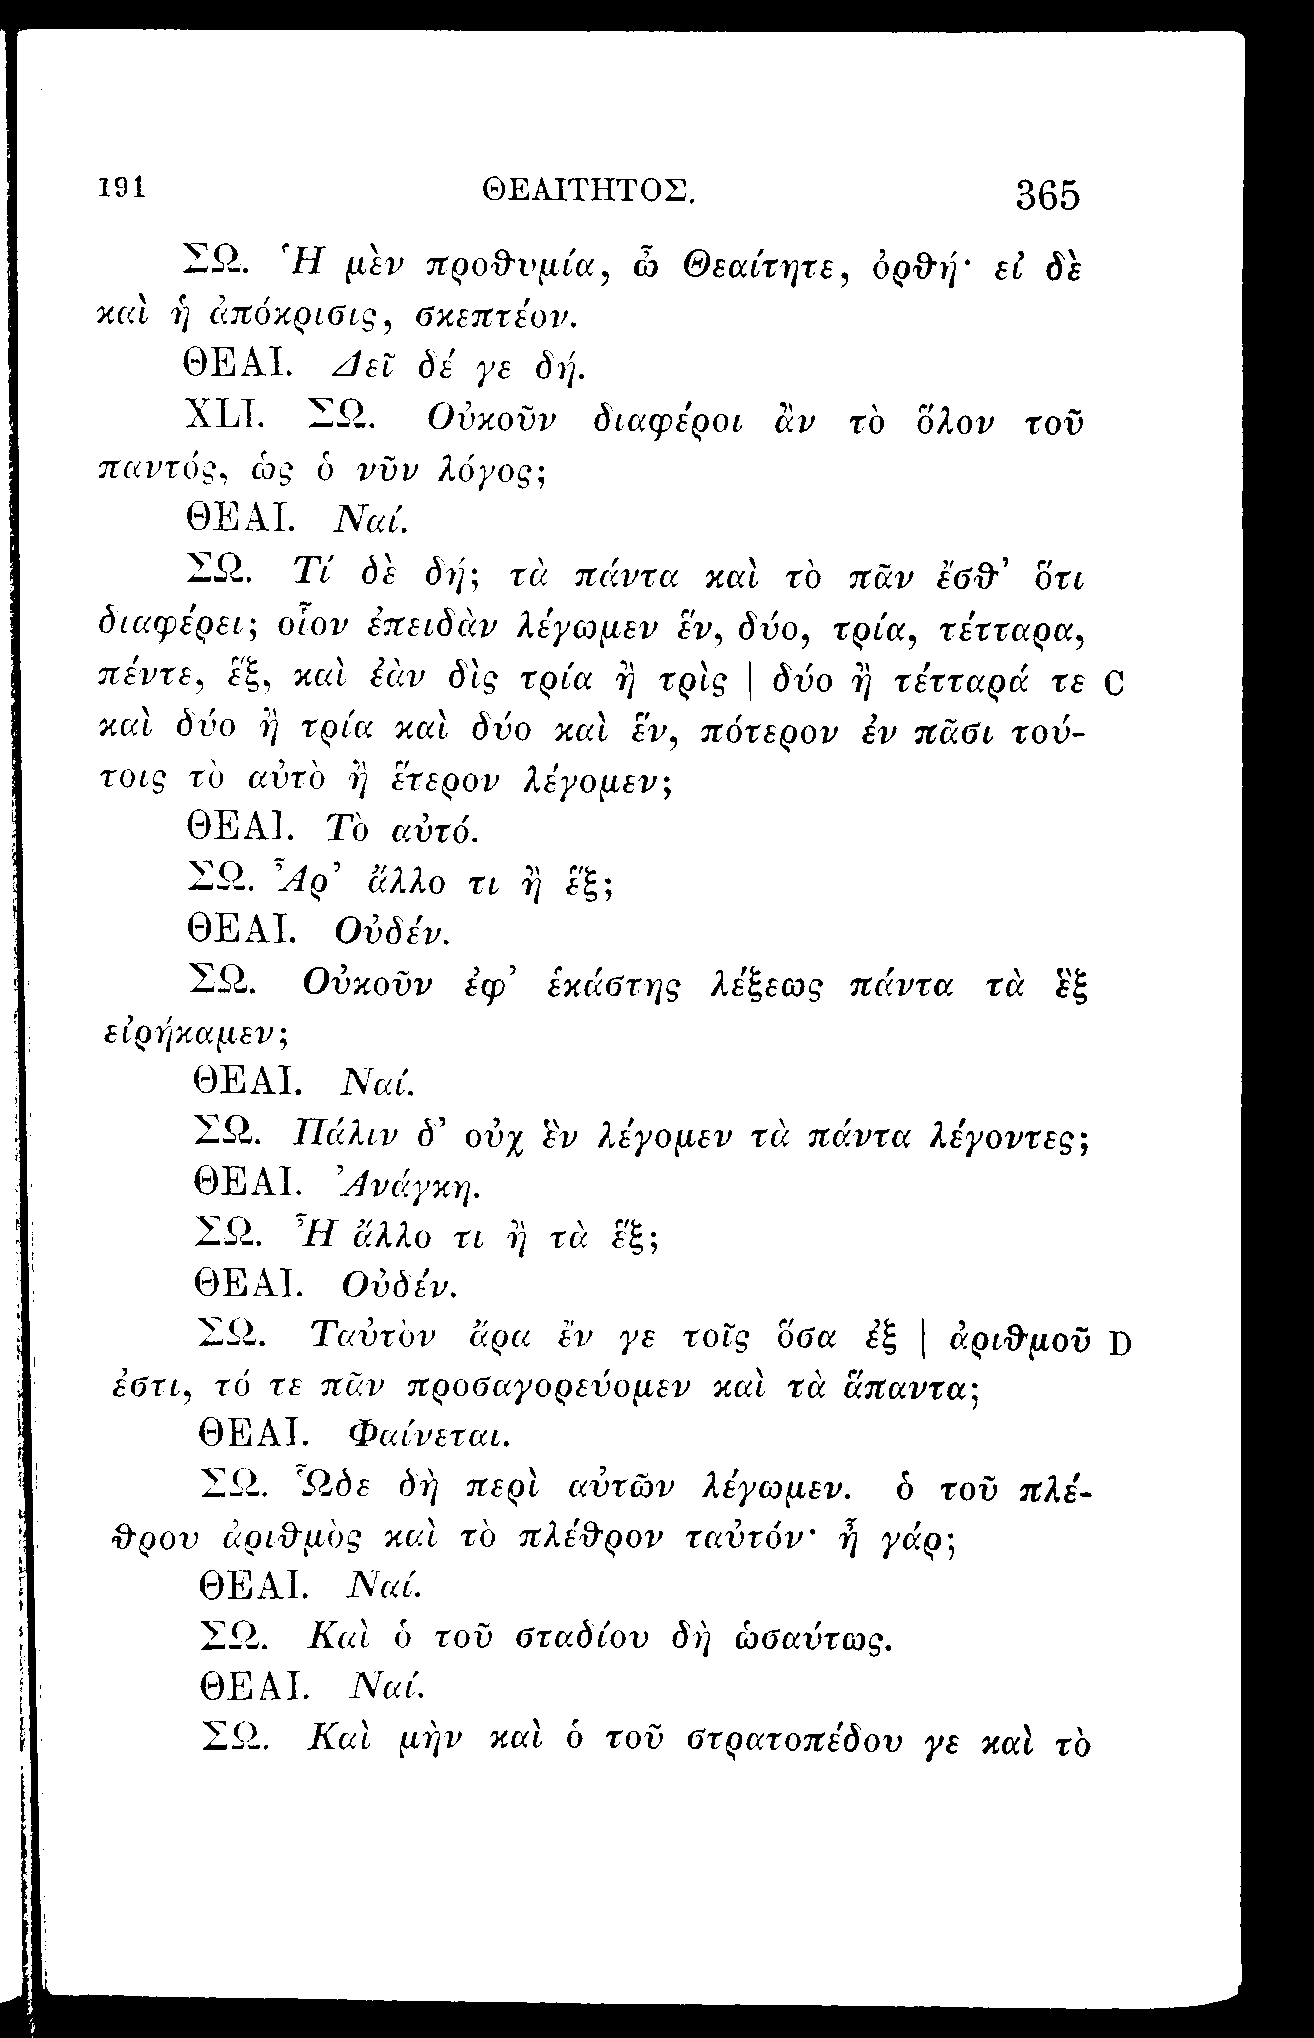 191 ΘΕΑΙΤΗΤΟΣ. 365
ΣΩ. Ἡ μὲν προθυμία, ὦ Θεαίτητε, ὀρθή· εἰ δὲ
καὶ ἡ ἀπόκρισις, σκεπτέον.
ΘΕΑΙ. Δεῖ δέ γε δή.
XLI. ΣΩ. Οὐκοῦν διαφέροι ἂν τὸ ὅλον τοῦ
παντός, ὡς ὁ νῦν λόγος;
ΘΕΑΙ. Ναί.
ΣΩ. Τί δὲ δή; τὰ πάντα καὶ τὸ πᾶν ἔσθ’ ὅτι
διαφέρει; οἷον ἐπειδὰν λέγωμεν ἕν, δύο, τρία, τέτταρα,
πέντε, ἕξ, καὶ ἐὰν δὶς τρία ἢ τρὶς | δύο ἢ τέτταρά τε C
καὶ δύο ἢ τρία καὶ δύο καὶ ἕν, πότερον ἐν πᾶσι τού-
τοις τὸ αὐτὸ ἢ ἕτερον λέγομεν;
ΘΕΑΙ. Τὸ αὐτό.
ΣΩ. Ἆρ’ ἄλλο τι ἢ ἕξ;
ΘΕΑΙ. Οὐδέν.
ΣΩ. Οὐκοῦν ἐφ’ ἑκάστης λέξεως πάντα τὰ ἓξ
εἰρήκαμεν;
ΘΕΑΙ. Ναί.
ΣΩ. Πάλιν δ’ οὐχ ἓν λέγομεν τὰ πάντα λέγοντες;
ΘΕΑΙ. Ἀνάγκη.
ΣΩ. Ἦ ἄλλο τι ἢ τὰ ἕξ;
ΘΕΑΙ. Οὐδέν.
ΣΩ. Ταὐτὸν ἄρα ἔν γε τοῖς ὅσα ἐξ | ἀριθμοῦ D
ἐστι, τό τε πᾶν προσαγορεύομεν καὶ τὰ ἅπαντα;
ΘΕΑΙ. Φαίνεται.
ΣΩ. Ὧδε δὴ περὶ αὐτῶν λέγωμεν. ὁ τοῦ πλέ-
θρου ἀριθμὸς καὶ τὸ πλέθρον ταὐτόν· ἦ γάρ;
ΘΕΑΙ. Ναί.
ΣΩ. Καὶ ὁ τοῦ σταδίου δὴ ὡσαύτως.
ΘΕΑΙ. Ναί.
ΣΩ. Καὶ μὴν καὶ ὁ τοῦ στρατοπέδου γε καὶ τὸ